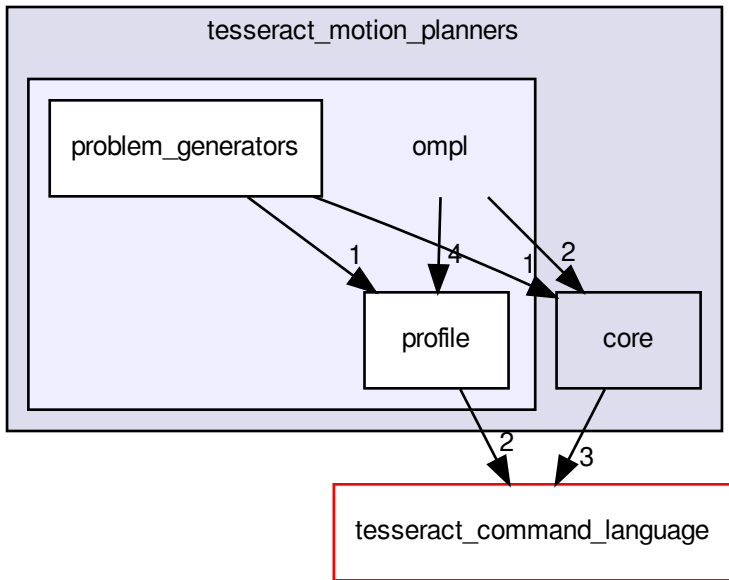 tesseract_motion_planners
problem_generators
ompl
1
4
1
2
profile
core
2
3
tesseract_command_language